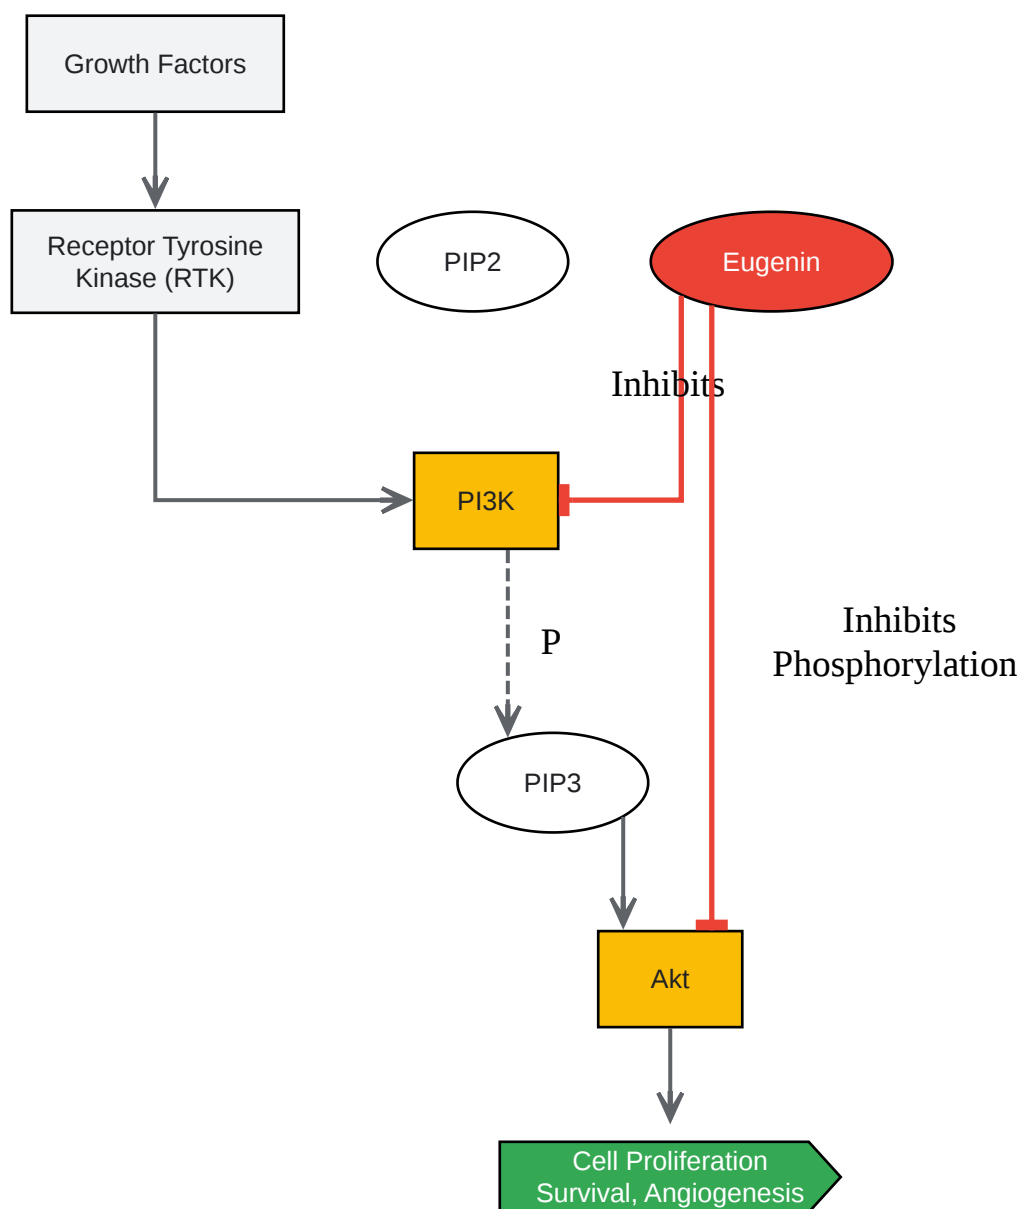 Growth Factors
Receptor Tyrosine
Kinase (RTK)
PIP2
Eugenin
Inhibits
PI3K
Inhibits
Phosphorylation
P
PIP3
Akt
Cell Proliferation
Survival, Angiogenesis